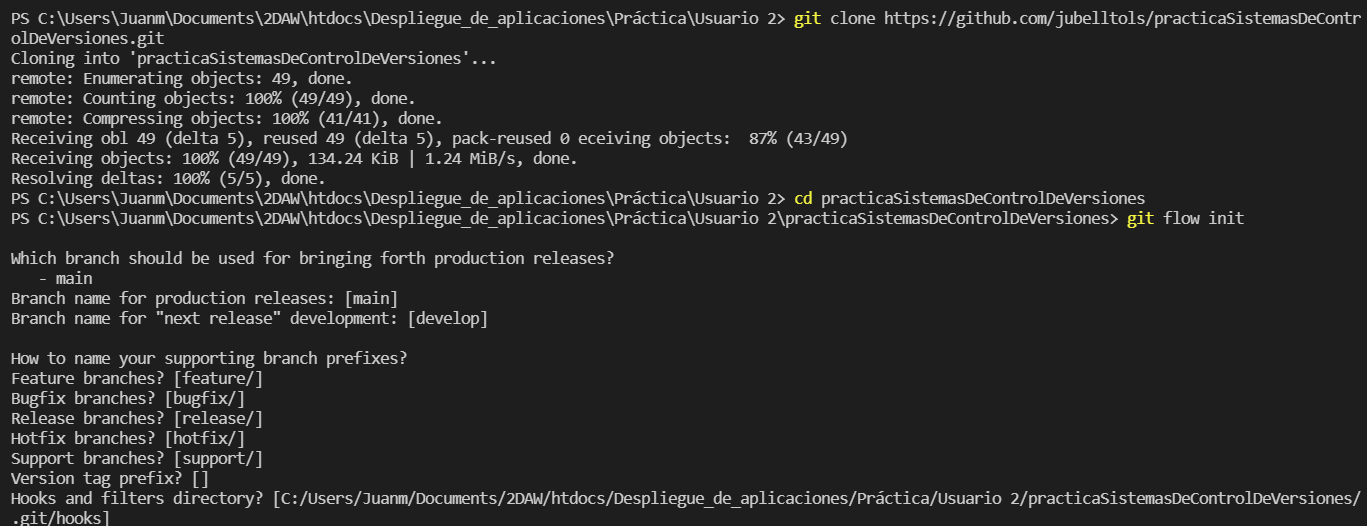 PS C:\Users\Juanm\Documents\2DAW\htdocs\Despliegue_de_aplicaciones\Práctica\Usuario 2> git clone https://github.com/jubelltols/practicaSistemasDeContr
olDeVersiones.git
Cloning into 'practicaSistemasDeControlDeVersiones'...
remote: Enumerating objects: 49, done.
remote: Counting objects: 100% (49/49), done.
remote: Compressing objects: 100% (41/41), done.
Receiving obl 49 (delta 5), reused 49 (delta 5), pack-reused 0 eceiving objects:  87% (43/49)
Receiving objects: 100% (49/49), 134.24 KiB | 1.24 MiB/s, done.
Resolving deltas: 100% (5/5), done.
PS C:\Users\Juanm\Documents\2DAW\htdocs\Despliegue_de_aplicaciones\Práctica\Usuario 2> cd practicaSistemasDeControlDeVersiones
PS C:\Users\Juanm\Documents\2DAW\htdocs\Despliegue_de_aplicaciones\Práctica\Usuario 2\practicaSistemasDeControlDeVersiones> git flow init
Which branch should be used for bringing forth production releases?
   - main
Branch name for production releases: [main]
Branch name for "next release" development: [develop]
How to name your supporting branch prefixes?
Feature branches? [feature/]
Bugfix branches? [bugfix/]
Release branches? [release/]
Hotfix branches? [hotfix/]
Support branches? [support/]
Version tag prefix? []
Hooks and filters directory? [C:/Users/Juanm/Documents/2DAW/htdocs/Despliegue_de_aplicaciones/Práctica/Usuario 2/practicaSistemasDeControlDeVersiones/
.git/hooks]